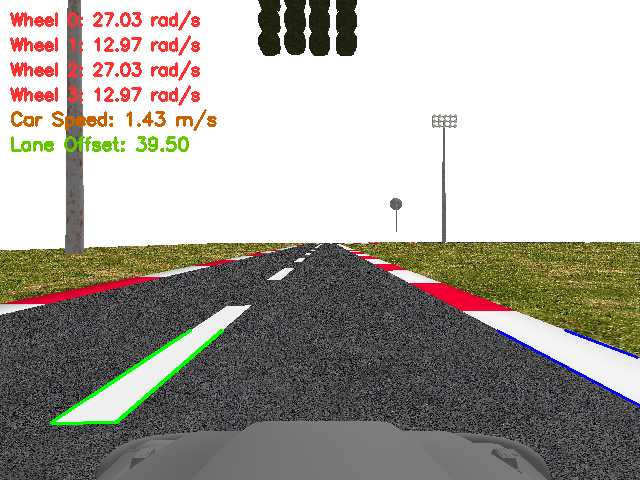 Wheel 0: 27.03 rad/s
Wheel 1: 12.97 rad/s
Wheel 2: 27.03 rad/s
Wheel 3: 12.97 rad/s
Car Speed: 1.43 m/s
Lane Offset: 39.50